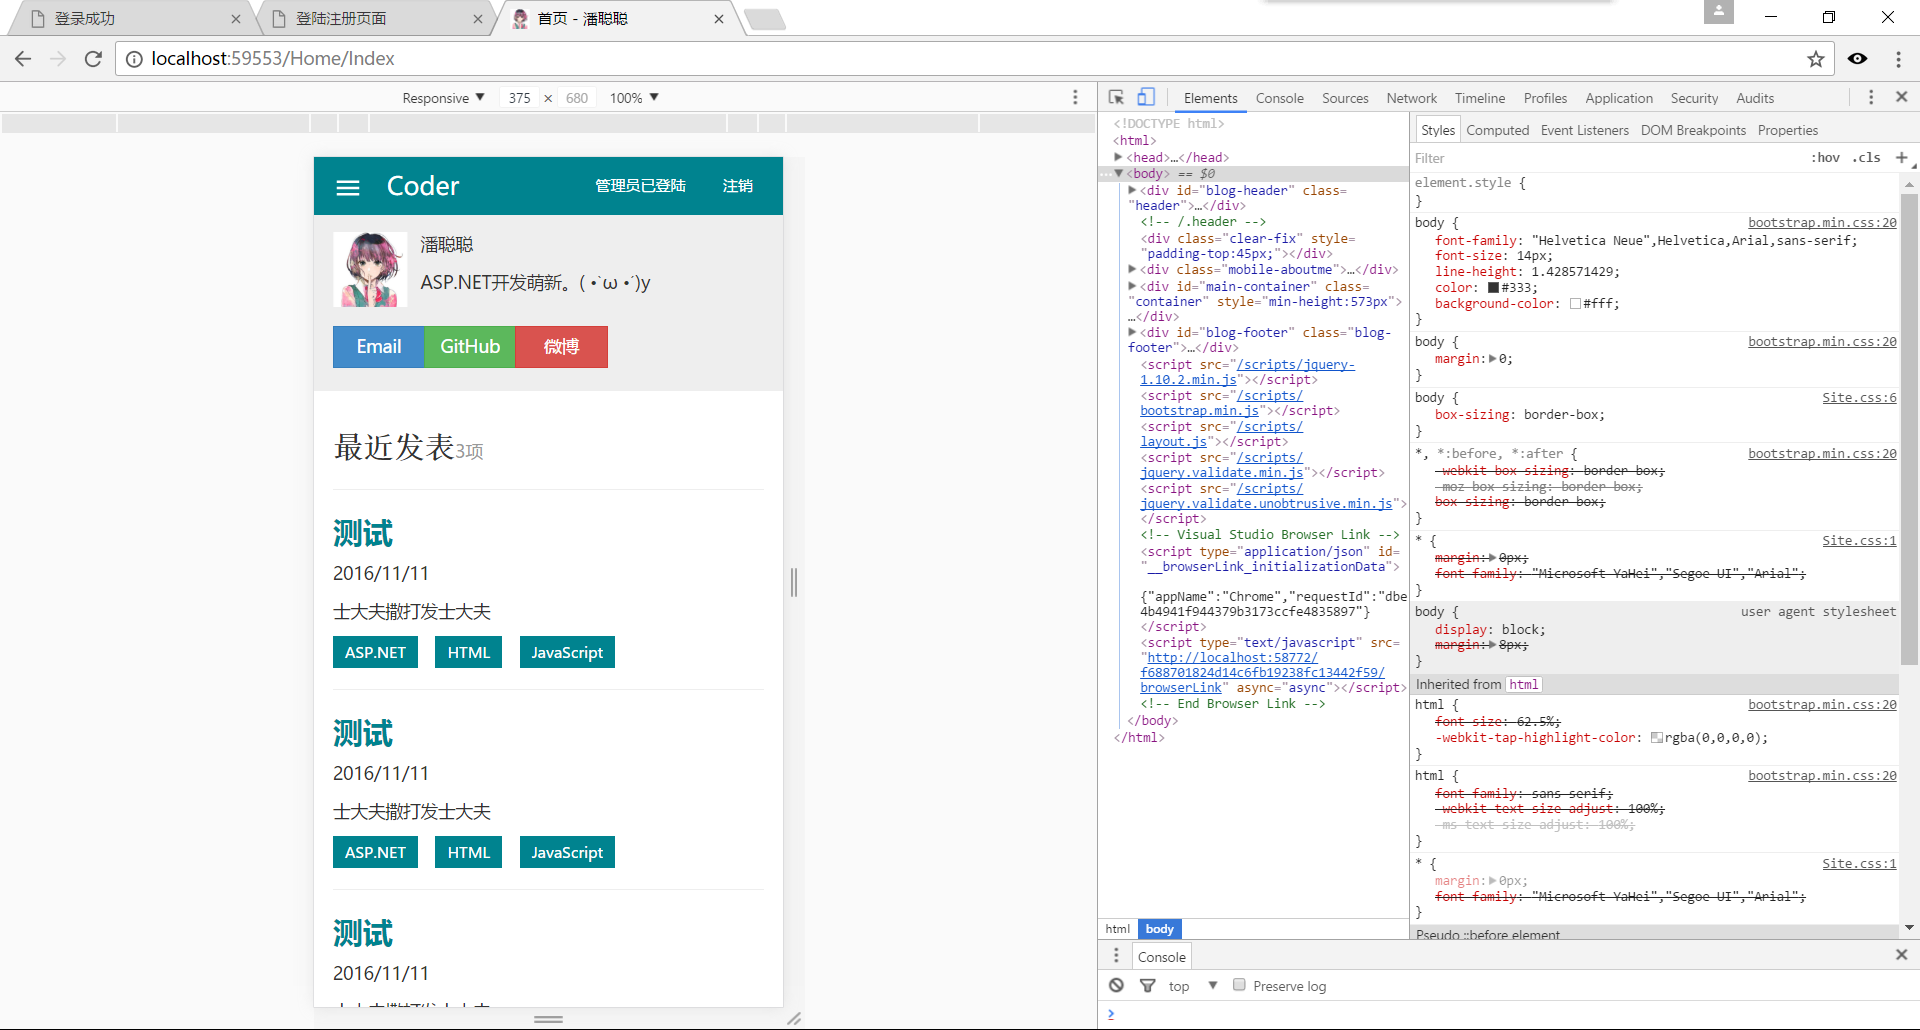 登录成功
登陆注册页面
首页 - 潘聪聪
localhost:59553/Home/Index
Responsive ▼ 375 × 680 100% ▼
Coder
管理员已登陆
注销
潘聪聪
ASP.NET开发萌新。( •̀ ω •́ )y
Email
GitHub
微博
最近发表3项
测试
2016/11/11
士大夫撒打发士大夫
ASP.NET
HTML
JavaScript
测试
2016/11/11
士大夫撒打发士大夫
ASP.NET
HTML
JavaScript
测试
2016/11/11
Elements Console Sources Network Timeline Profiles Application Security Audits
<!DOCTYPE html>
<html>
▶<head>…</head>
…▼<body> == $0
▶<div id="blog-header" class=
"header">…</div>
<!-- /.header -->
<div class="clear-fix" style=
"padding-top:45px;"></div>
▶<div class="mobile-aboutme">…</div>
▶<div id="main-container" class=
"container" style="min-height:573px">
…</div>
▶<div id="blog-footer" class="blog-
footer">…</div>
<script src="/scripts/jquery-
1.10.2.min.js"></script>
<script src="/scripts/
bootstrap.min.js"></script>
<script src="/scripts/
layout.js"></script>
<script src="/scripts/
jquery.validate.min.js"></script>
<script src="/scripts/
jquery.validate.unobtrusive.min.js">
</script>
<!-- Visual Studio Browser Link -->
<script type="application/json" id=
"__browserLink_initializationData">
{"appName":"Chrome","requestId":"dbe
4b4941f944379b3173ccfe4835897"}
</script>
<script type="text/javascript" src=
"http://localhost:58772/
f688701824d14c6fb19238fc13442f59/
browserLink" async="async"></script>
<!-- End Browser Link -->
</body>
</html>
html body
Styles Computed Event Listeners DOM Breakpoints Properties
Filter :hov .cls +
element.style {
}
body { bootstrap.min.css:20
font-family: "Helvetica Neue",Helvetica,Arial,sans-serif;
font-size: 14px;
line-height: 1.428571429;
color: #333;
background-color: #fff;
}
body { bootstrap.min.css:20
margin:▶0;
}
body { Site.css:6
box-sizing: border-box;
}
*, *:before, *:after { bootstrap.min.css:20
-webkit-box-sizing: border-box;
-moz-box-sizing: border-box;
box-sizing: border-box;
}
* { Site.css:1
margin:▶0px;
font-family: "Microsoft YaHei","Segoe UI","Arial";
}
body { user agent stylesheet
display: block;
margin:▶8px;
}
Inherited from html
html { bootstrap.min.css:20
font-size: 62.5%;
-webkit-tap-highlight-color: rgba(0,0,0,0);
}
html { bootstrap.min.css:20
font-family: sans-serif;
-webkit-text-size-adjust: 100%;
-ms-text-size-adjust: 100%;
}
* { Site.css:1
margin:▶0px;
font-family: "Microsoft YaHei","Segoe UI","Arial";
}
Pseudo ::before element
Console
top ▼ Preserve log
>